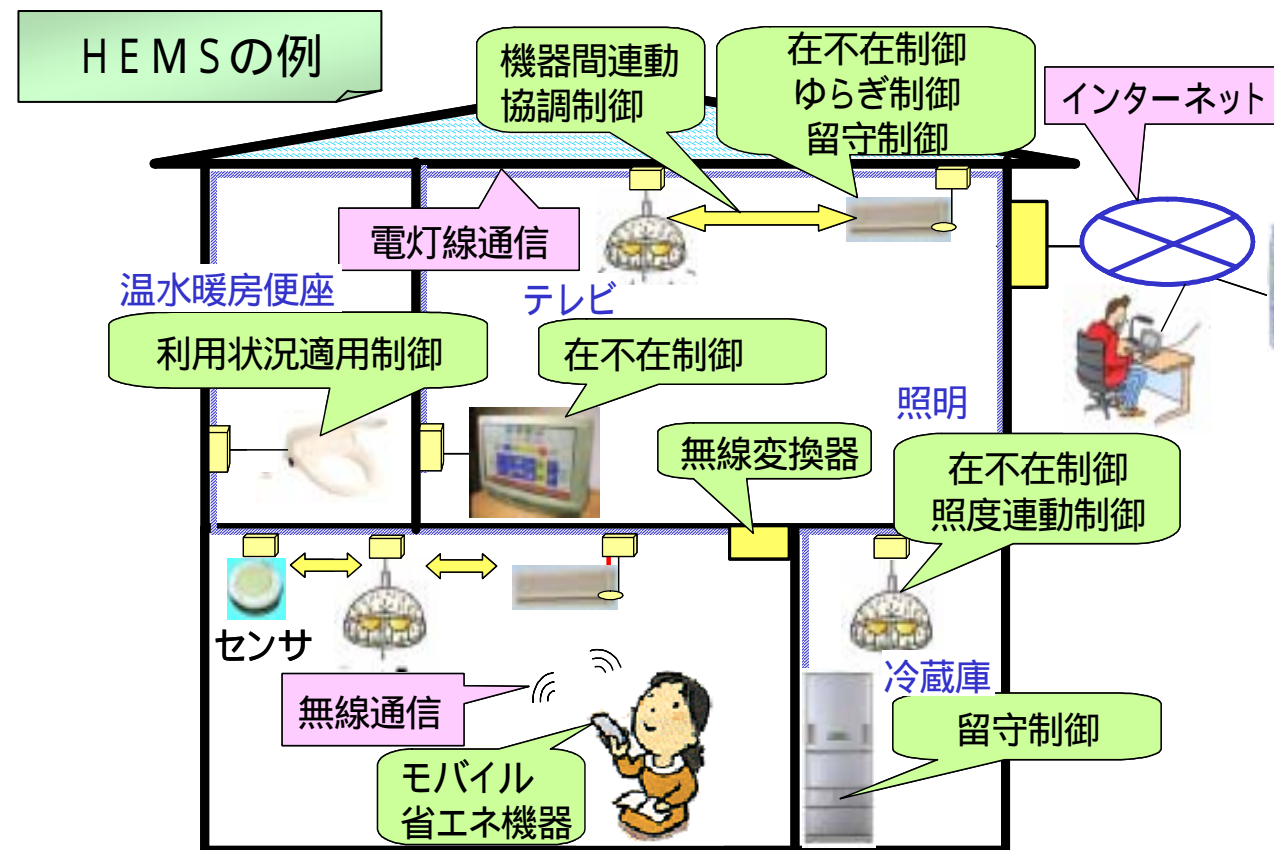 HEMSの例
機器間連動
協調制御
在不在制御
ゆらぎ制御
留守制御
インターネット
電灯線通信
温水暖房便座
テレビ
利用状況適用制御
在不在制御
照明
無線変換器
在不在制御
照度連動制御
センサ
冷蔵庫
無線通信
留守制御
モバイル
省エネ機器